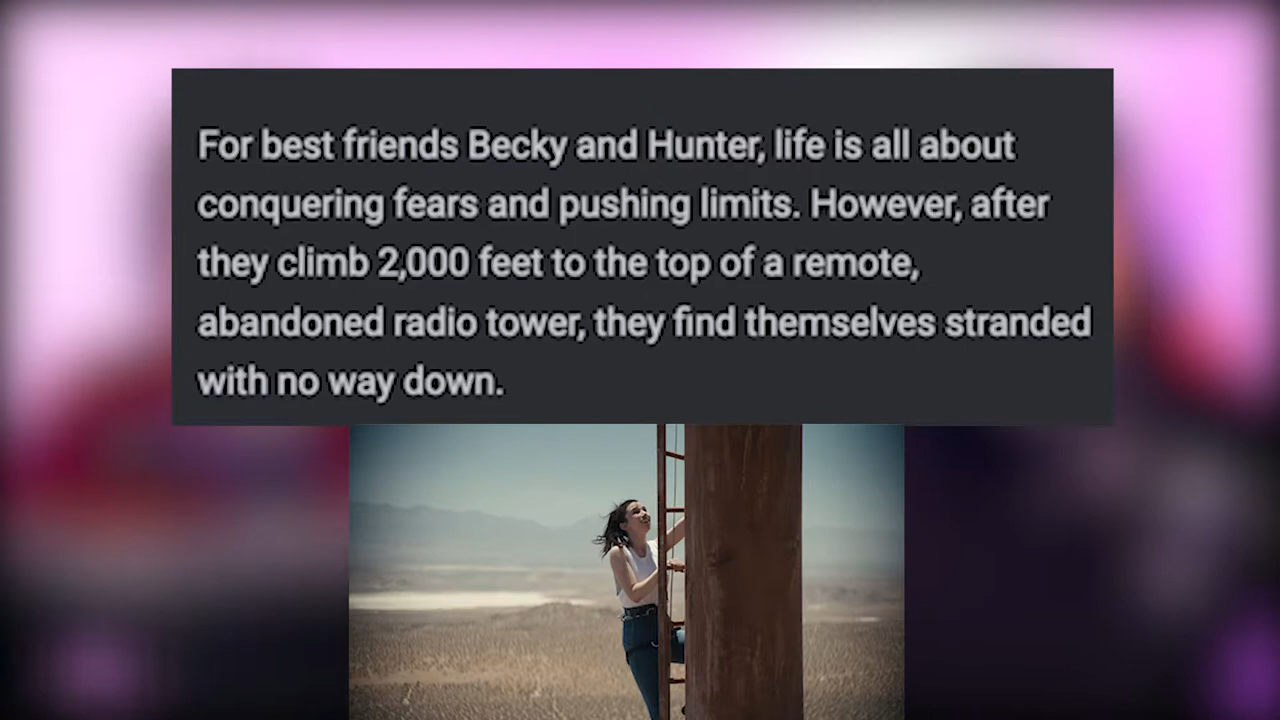 For best friends Becky and Hunter, life is all about
conquering fears and pushing limits. However, after
they climb 2,000 feet to the top of a remote,
abandoned radio tower, they find themselves stranded
with no way down.